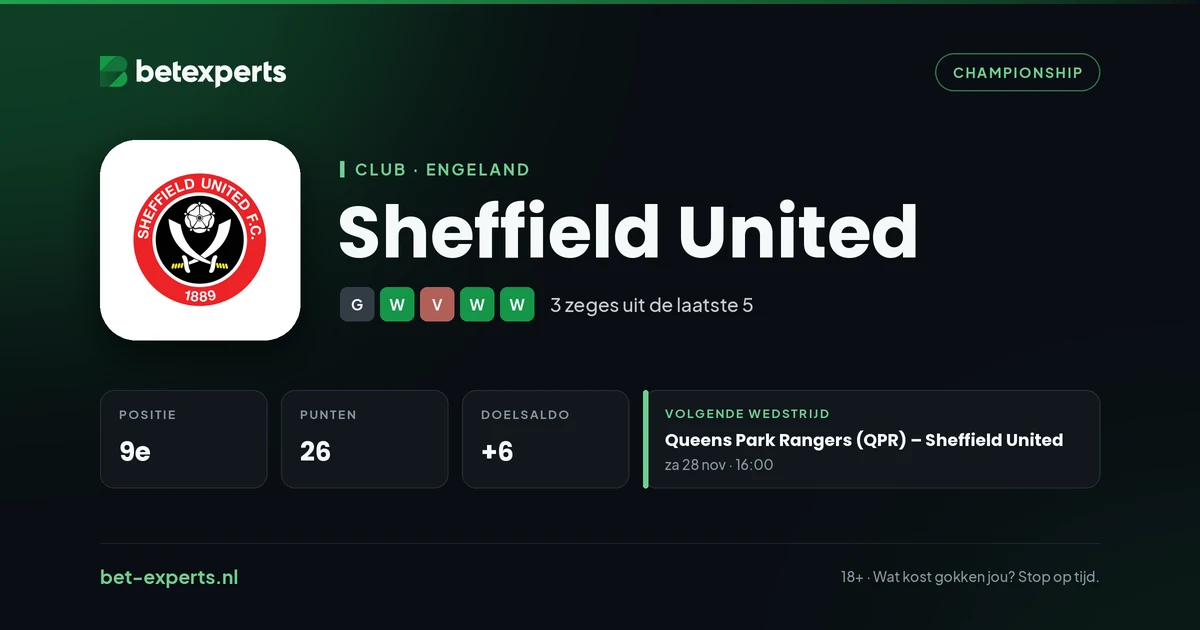 betexperts
CHAMPIONSHIP
SHEFFIELD UNITED F.C.
1889
CLUB · ENGELAND
Sheffield United
G W V W W 3 zeges uit de laatste 5
POSITIE
9e
PUNTEN
26
DOELSALDO
+6
VOLGENDE WEDSTRIJD
Queens Park Rangers (QPR) – Sheffield United
za 28 nov · 16:00
bet-experts.nl
18+ · Wat kost gokken jou? Stop op tijd.